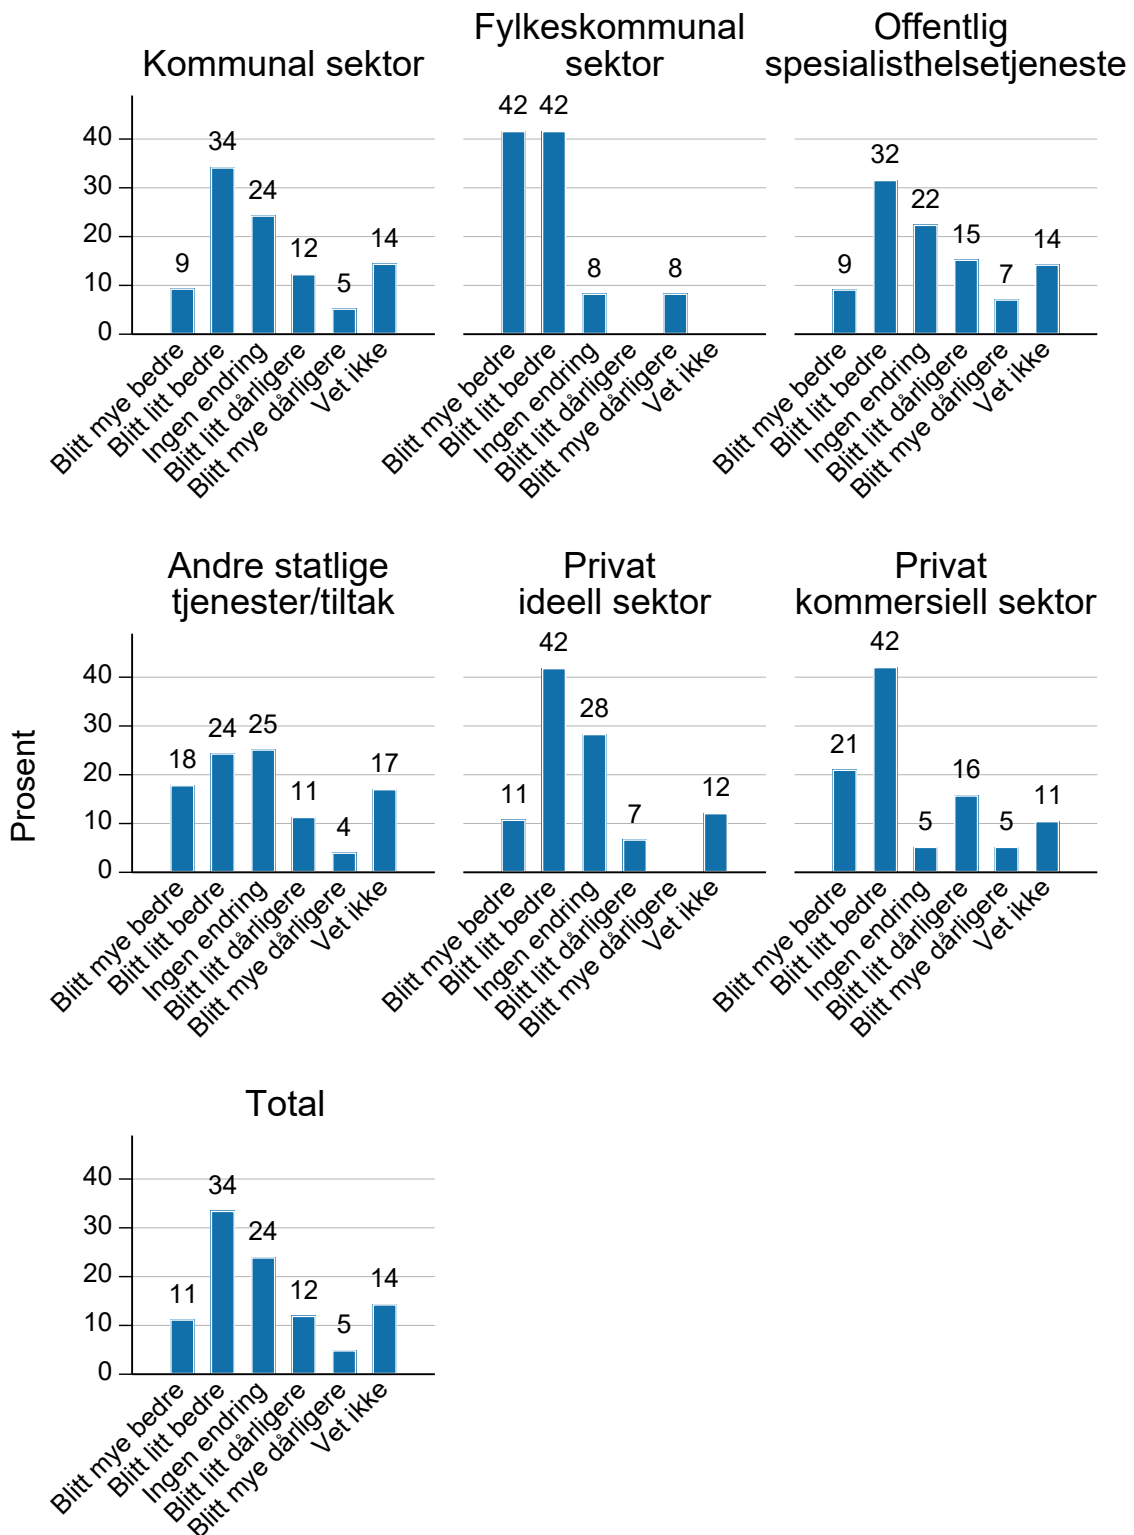 Kommunal sektor
Fylkeskommunal
sektor
Offentlig
spesialisthelsetjeneste
40
30
20
10
0
9
34
24
12
5
14
42
42
8
8
9
32
22
15
7
14
Blitt mye bedre
Blitt litt bedre
Ingen endring
Blitt litt dårligere
Blitt mye dårligere
Vet ikke
Blitt mye bedre
Blitt litt bedre
Ingen endring
Blitt litt dårligere
Blitt mye dårligere
Vet ikke
Blitt mye bedre
Blitt litt bedre
Ingen endring
Blitt litt dårligere
Blitt mye dårligere
Vet ikke
Andre statlige
tjenester/tiltak
Privat
ideell sektor
Privat
kommersiell sektor
Prosent
40
30
20
10
0
18
24
25
11
4
17
11
42
28
7
12
21
42
5
16
5
11
Blitt mye bedre
Blitt litt bedre
Ingen endring
Blitt litt dårligere
Blitt mye dårligere
Vet ikke
Blitt mye bedre
Blitt litt bedre
Ingen endring
Blitt litt dårligere
Blitt mye dårligere
Vet ikke
Blitt mye bedre
Blitt litt bedre
Ingen endring
Blitt litt dårligere
Blitt mye dårligere
Vet ikke
Total
40
30
20
10
0
11
34
24
12
5
14
Blitt mye bedre
Blitt litt bedre
Ingen endring
Blitt litt dårligere
Blitt mye dårligere
Vet ikke